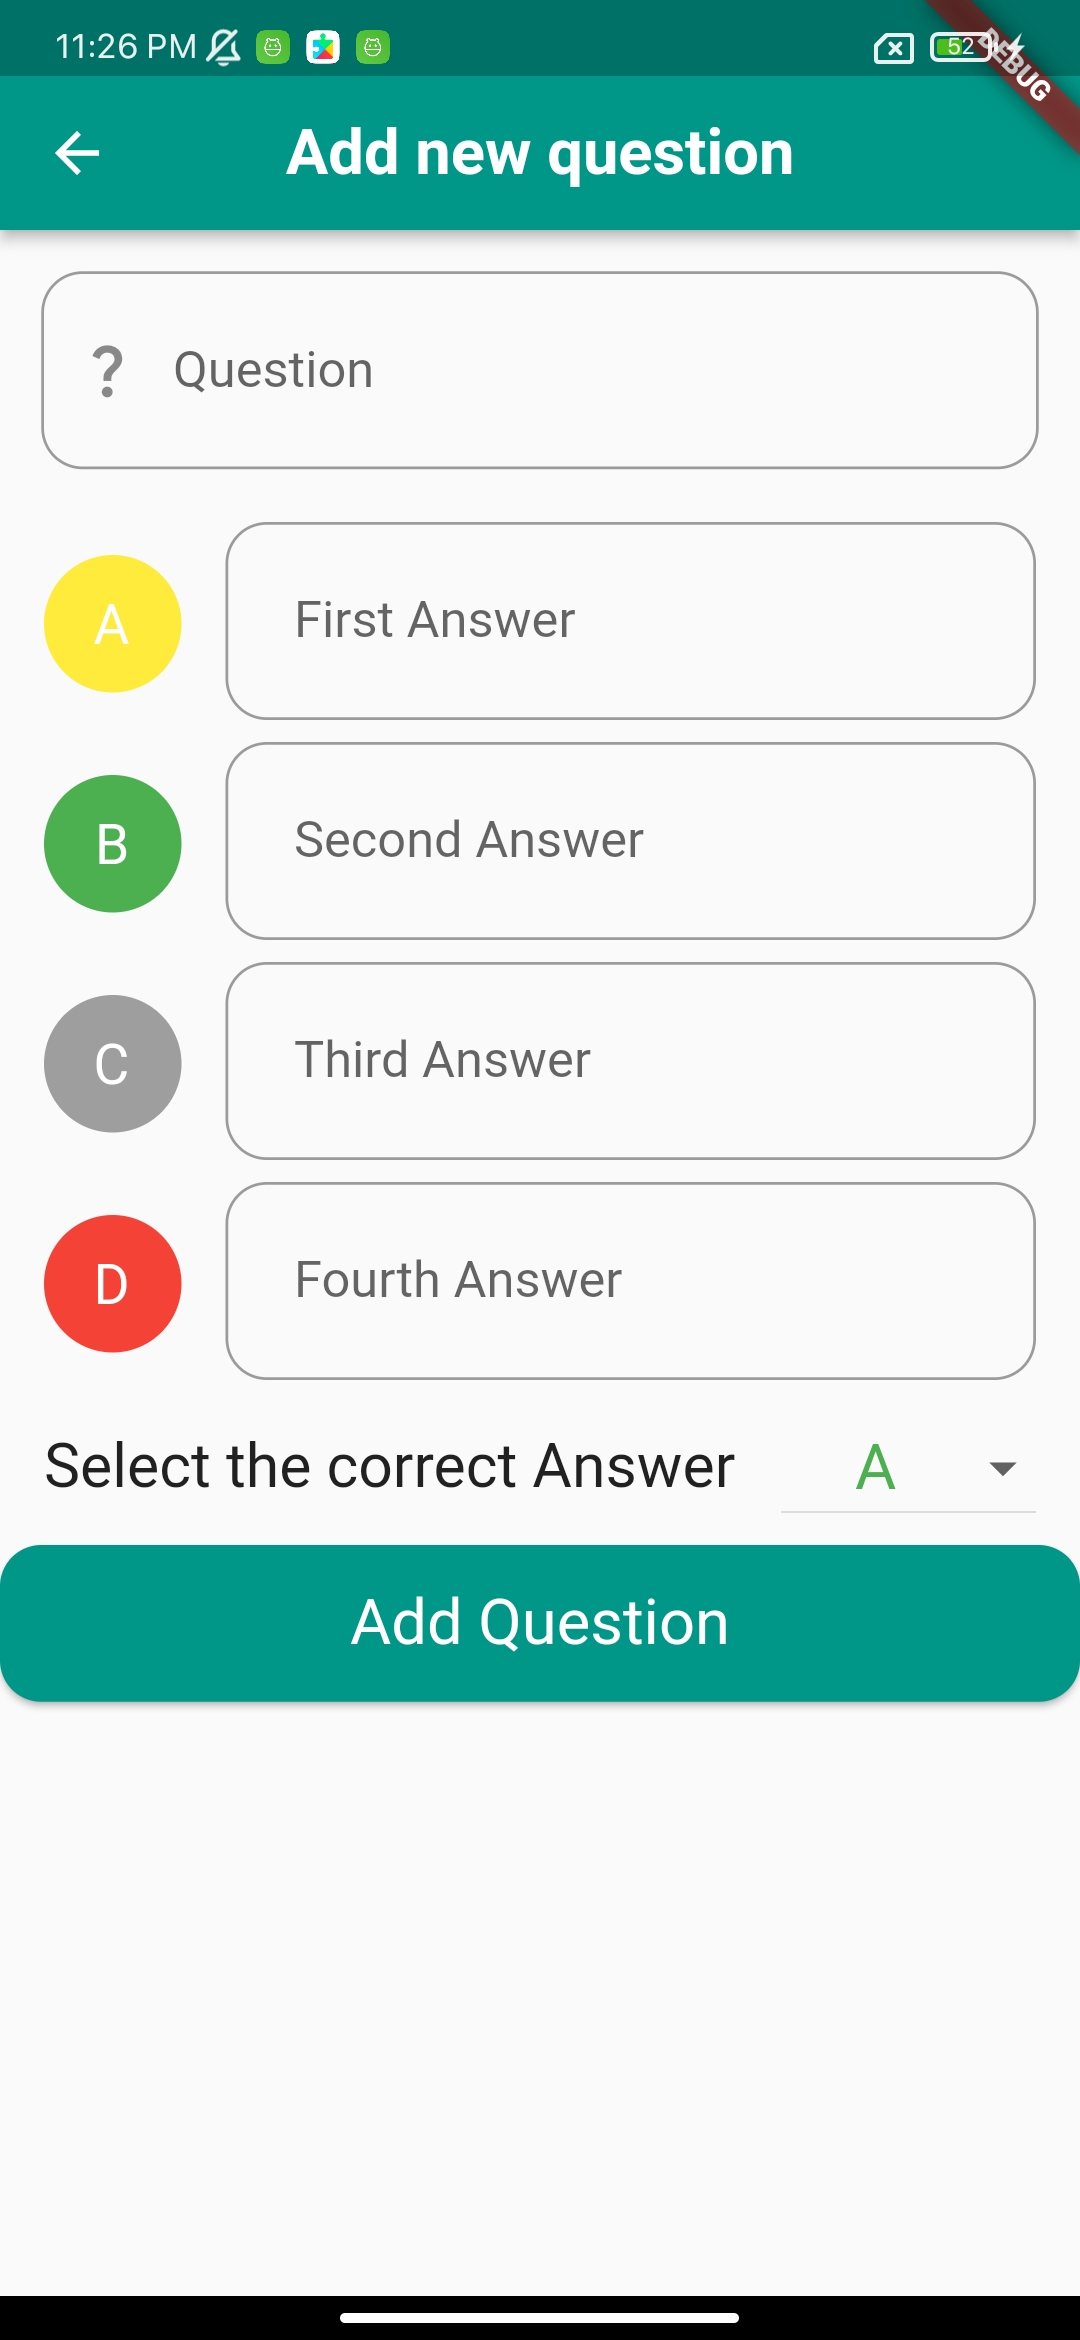 11:26 PM
52
DEBUG
Add new question
? Question
A First Answer
B Second Answer
C Third Answer
D Fourth Answer
Select the correct Answer A
Add Question